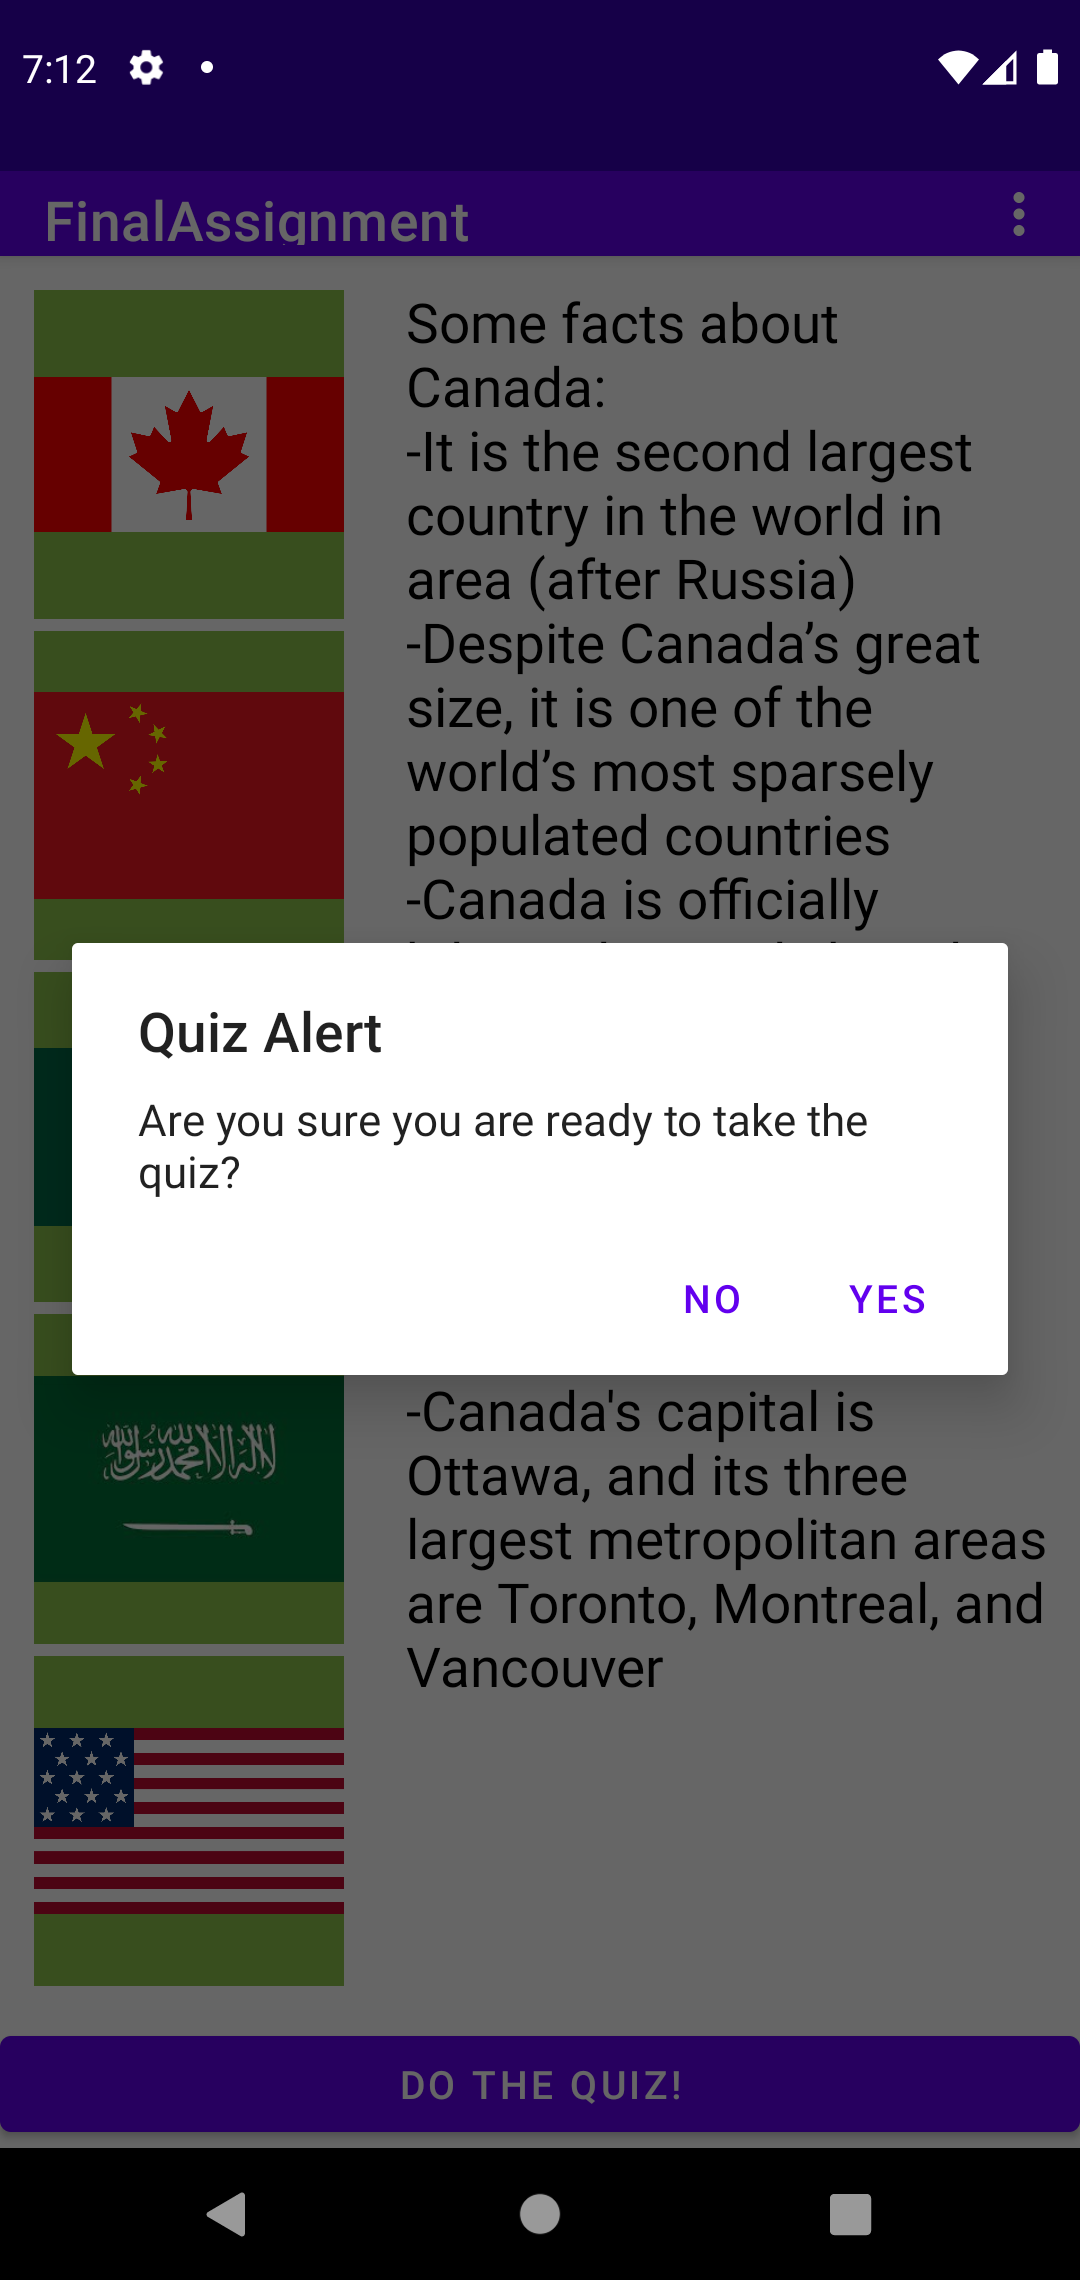 7:12
FinalAssignment
Some facts about
Canada:
-It is the second largest
country in the world in
area (after Russia)
-Despite Canada’s great
size, it is one of the
world’s most sparsely
populated countries
-Canada is officially
Quiz Alert
Are you sure you are ready to take the
quiz?
NO
YES
-Canada's capital is
Ottawa, and its three
largest metropolitan areas
are Toronto, Montreal, and
Vancouver
لا إله إلا الله محمد رسول الله
DO THE QUIZ!